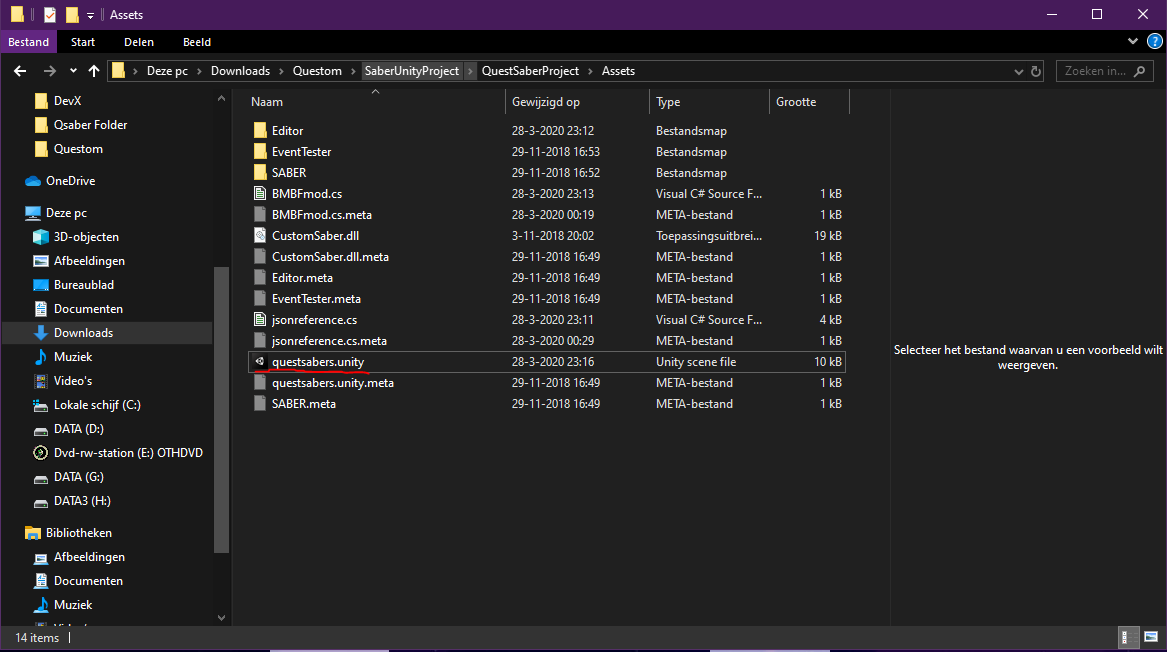 Assets
Bestand Start Delen Beeld
Deze pc > Downloads > Questom > SaberUnityProject > QuestSaberProject > Assets
Zoeken in...
DevX
Qsaber Folder
Questom
OneDrive
Deze pc
3D-objecten
Afbeeldingen
Bureaublad
Documenten
Downloads
Muziek
Video's
Lokale schijf (C:)
DATA (D:)
Dvd-rw-station (E:) OTHDVD
DATA (G:)
DATA3 (H:)
Bibliotheken
Afbeeldingen
Documenten
Muziek
Naam Gewijzigd op Type Grootte
Editor 28-3-2020 23:12 Bestandsmap
EventTester 29-11-2018 16:53 Bestandsmap
SABER 29-11-2018 16:52 Bestandsmap
BMBFmod.cs 28-3-2020 23:13 Visual C# Source F... 1 kB
BMBFmod.cs.meta 28-3-2020 00:19 META-bestand 1 kB
CustomSaber.dll 3-11-2018 20:02 Toepassingsuitbrei... 19 kB
CustomSaber.dll.meta 29-11-2018 16:49 META-bestand 1 kB
Editor.meta 29-11-2018 16:49 META-bestand 1 kB
EventTester.meta 29-11-2018 16:49 META-bestand 1 kB
jsonreference.cs 28-3-2020 23:11 Visual C# Source F... 4 kB
jsonreference.cs.meta 28-3-2020 00:29 META-bestand 1 kB
questsabers.unity 28-3-2020 23:16 Unity scene file 10 kB
questsabers.unity.meta 29-11-2018 16:49 META-bestand 1 kB
SABER.meta 29-11-2018 16:49 META-bestand 1 kB
Selecteer het bestand waarvan u een voorbeeld wilt
weergeven.
14 items